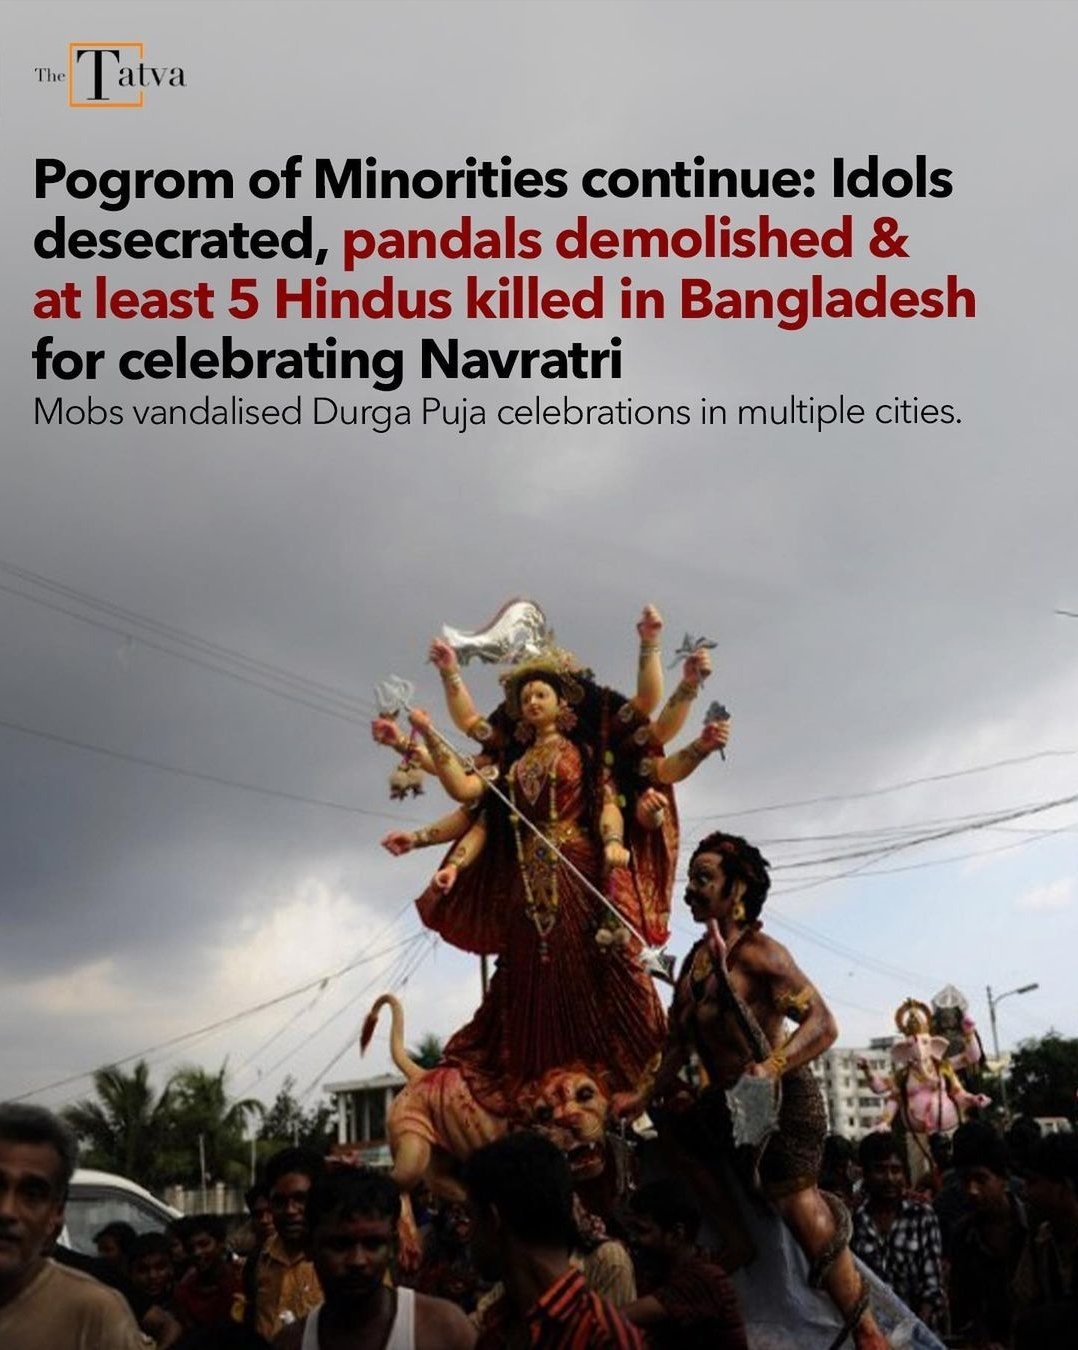 The Tatva
Pogrom of Minorities continue: Idols
desecrated, pandals demolished &
at least 5 Hindus killed in Bangladesh
for celebrating Navratri
Mobs vandalised Durga Puja celebrations in multiple cities.